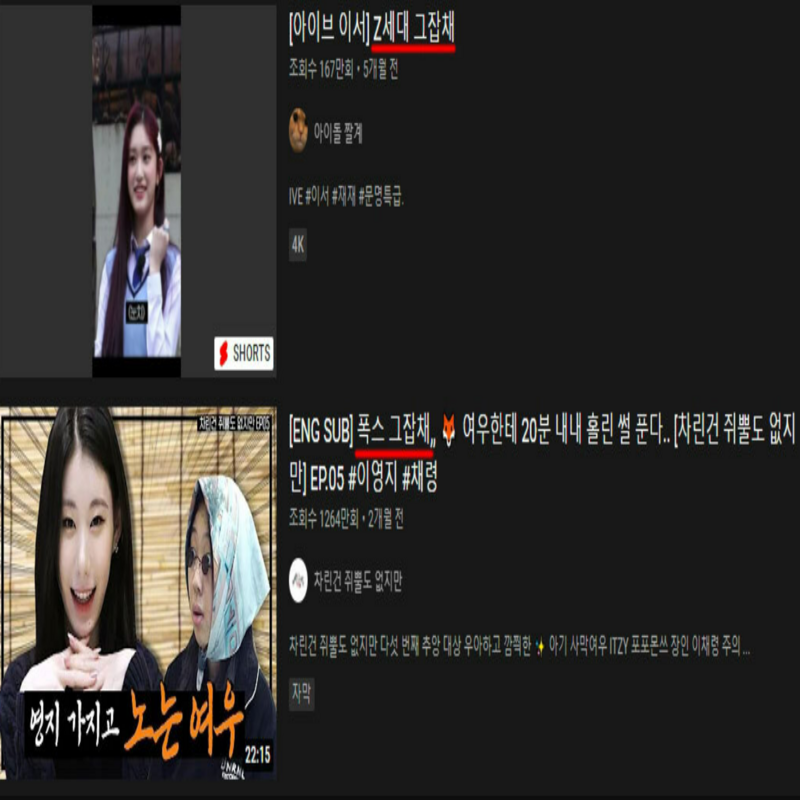 [아이브 이서] Z세대 그잡채
조회수 167만회 • 5개월 전
아이돌 짤계
IVE #이서 #재재 #문명특급.
4K
SHORTS
차린건 쥐뿔도 없지만 EP.05
[ENG SUB] 폭스 그잡채,, 🦊 여우한테 20분 내내 홀린 썰 푼다.. [차린건 쥐뿔도 없지
만] EP.05 #이영지 #채령
조회수 1264만회 • 2개월 전
차린건 쥐뿔도 없지만
차린건 쥐뿔도 없지만 다섯 번째 추앙 대상 우아하고 깜찍한 ✨ 아기 사막여우 ITZY 포포몬쓰 장인 이채령 주의 ...
자막
영지 가지고 노는 여우
22:15